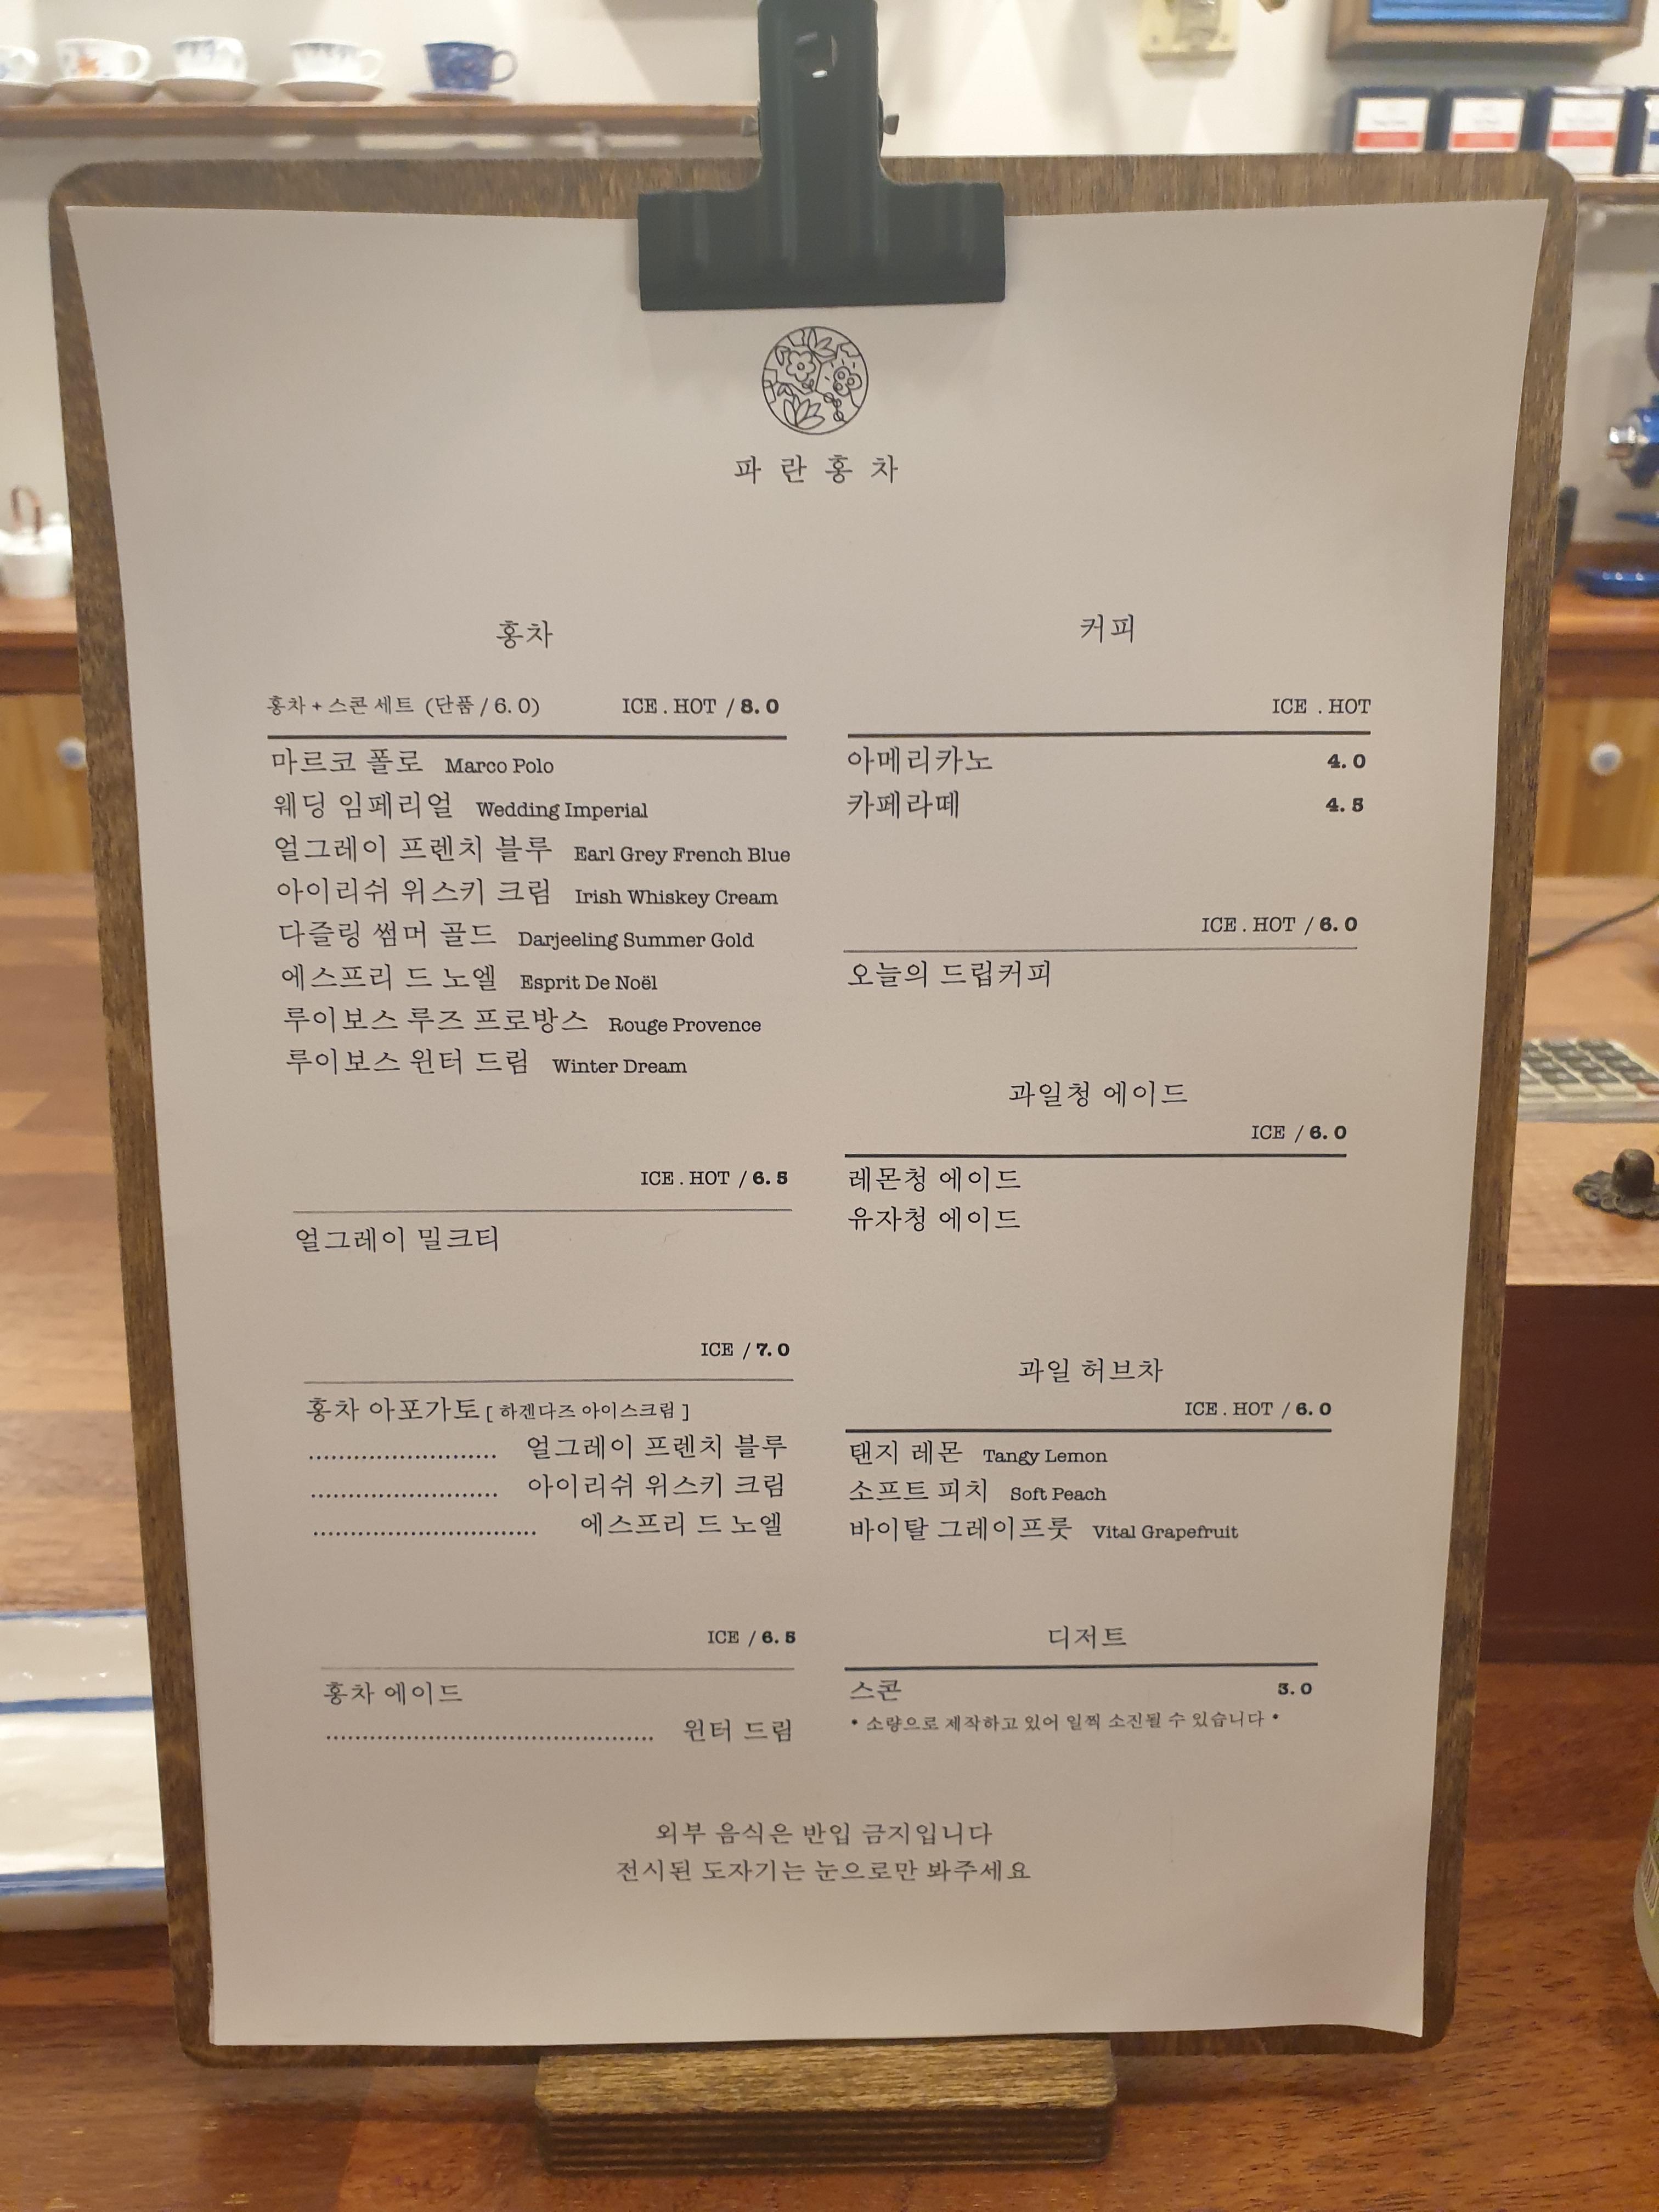 파란홍차
홍차
홍차 + 스콘 세트 (단품 / 6.0) ICE . HOT / 8.0
마르코 폴로 Marco Polo
웨딩 임페리얼 Wedding Imperial
얼그레이 프렌치 블루 Earl Grey French Blue
아이리쉬 위스키 크림 Irish Whiskey Cream
다즐링 썸머 골드 Darjeeling Summer Gold
에스프리 드 노엘 Esprit De Noël
루이보스 루즈 프로방스 Rouge Provence
루이보스 윈터 드림 Winter Dream
ICE . HOT / 6.5
얼그레이 밀크티
ICE / 7.0
홍차 아포가토 [ 하겐다즈 아이스크림 ]
.......................... 얼그레이 프렌치 블루
.......................... 아이리쉬 위스키 크림
............................... 에스프리 드 노엘
ICE / 6.5
홍차 에이드
............................................. 윈터 드림
커피
ICE . HOT
아메리카노 4.0
카페라떼 4.5
ICE . HOT / 6.0
오늘의 드립커피
과일청 에이드
ICE / 6.0
레몬청 에이드
유자청 에이드
과일 허브차
ICE . HOT / 6.0
탠지 레몬 Tangy Lemon
소프트 피치 Soft Peach
바이탈 그레이프룻 Vital Grapefruit
디저트
스콘 3.0
• 소량으로 제작하고 있어 일찍 소진될 수 있습니다 •
외부 음식은 반입 금지입니다
전시된 도자기는 눈으로만 봐주세요